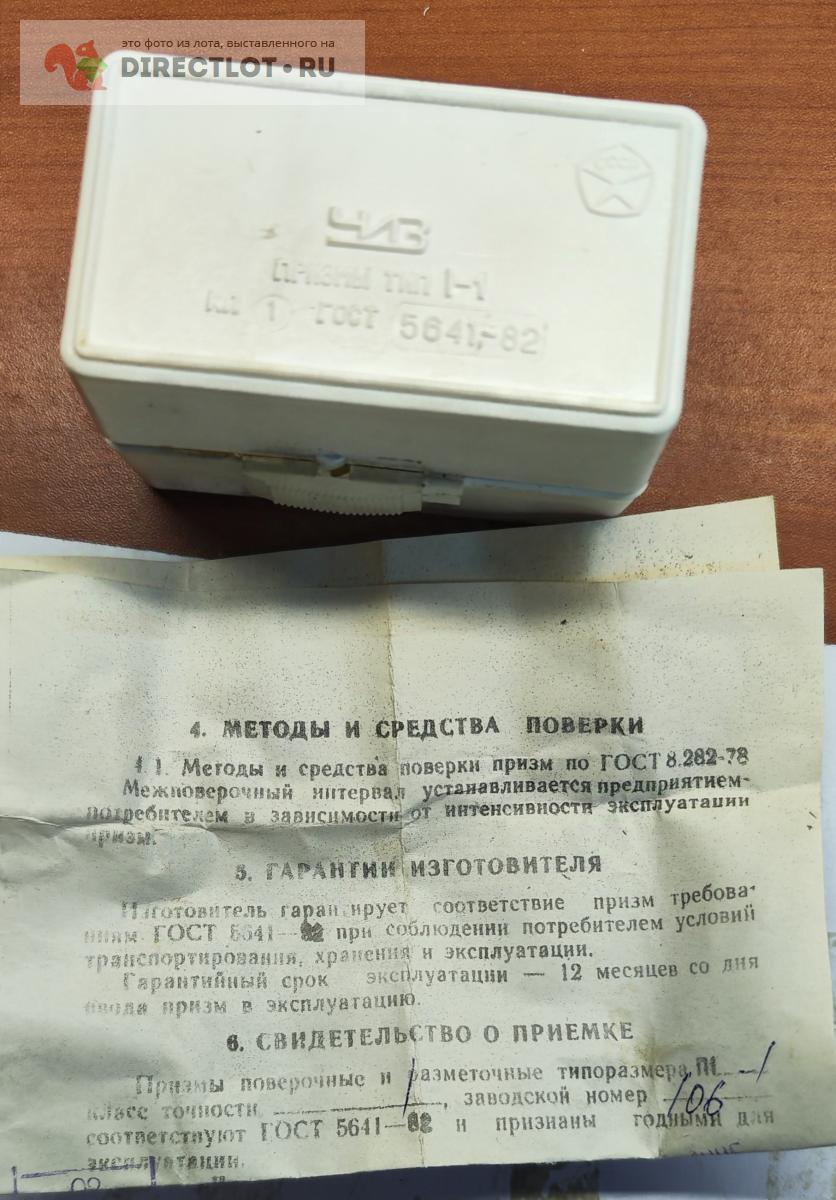 это фото из лота, выставленного на
DIRECTLOT.RU
СССР
ЧИЗ
ПРИЗМЫ ТИП I-1
КЛ 1 ГОСТ 5641-82
4. МЕТОДЫ И СРЕДСТВА ПОВЕРКИ
4.1. Методы и средства поверки призм по ГОСТ 8.282-78
Межповерочный интервал устанавливается предприятием-
потребителем в зависимости от интенсивности эксплуатации
призм.
5. ГАРАНТИИ ИЗГОТОВИТЕЛЯ
Изготовитель гарантирует соответствие призм требова-
ниям ГОСТ 5641—82 при соблюдении потребителем условий
транспортирования, хранения и эксплуатации.
Гарантийный срок эксплуатации — 12 месяцев со дня
ввода призм в эксплуатацию.
6. СВИДЕТЕЛЬСТВО О ПРИЕМКЕ
Призмы поверочные и разметочные типоразмера П1-1
класс точности 1, заводской номер 106
соответствуют ГОСТ 5641—82 и признаны годными для
эксплуатации.